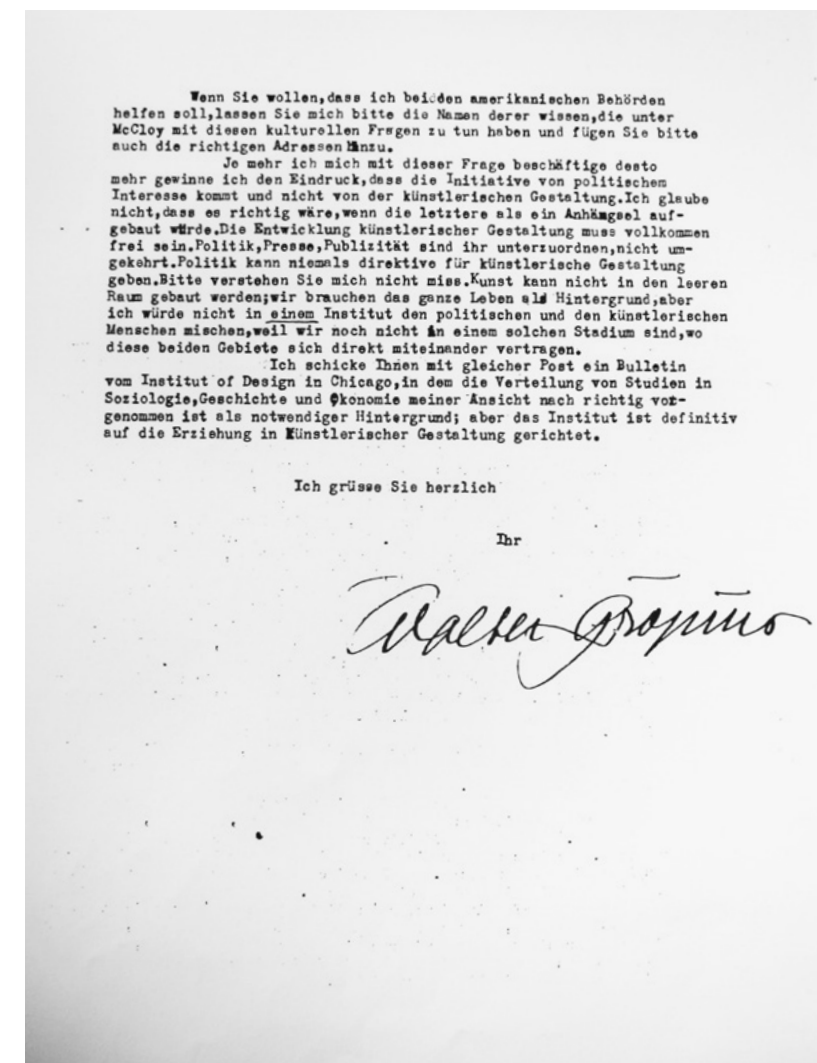 Wenn Sie wollen,dass ich bei den amerikanischen Behörden
helfen soll,lassen Sie mich bitte die Namen derer wissen,die unter
McCloy mit diesen kulturellen Fragen zu tun haben und fügen Sie bitte
auch die richtigen Adressen hinzu.
Je mehr ich mich mit dieser Frage beschäftige desto
mehr gewinne ich den Eindruck,dass die Initiative von politischem
Interesse kommt und nicht von der künstlerischen Gestaltung.Ich glaube
nicht,dass es richtig wäre,wenn die letztere als ein Anhängsel auf-
gebaut würde.Die Entwicklung künstlerischer Gestaltung muss vollkommen
frei sein.Politik,Presse,Publizität sind ihr unterzuordnen,nicht um-
gekehrt.Politik kann niemals direktive für künstlerische Gestaltung
geben.Bitte verstehen Sie mich nicht miss.Kunst kann nicht in den leeren
Raum gebaut werden;wir brauchen das ganze Leben als Hintergrund,aber
ich würde nicht in einem Institut den politischen und den künstlerischen
Menschen mischen,weil wir noch nicht in einem solchen Stadium sind,wo
diese beiden Gebiete sich direkt miteinander vertragen.
Ich schicke Ihnen mit gleicher Post ein Bulletin
vom Institut of Design in Chicago,in dem die Verteilung von Studien in
Soziologie,Geschichte und Ökonomie meiner Ansicht nach richtig vor-
genommen ist als notwendiger Hintergrund; aber das Institut ist definitiv
auf die Erziehung in Künstlerischer Gestaltung gerichtet.
Ich grüsse Sie herzlich
Ihr
Walter Gropius